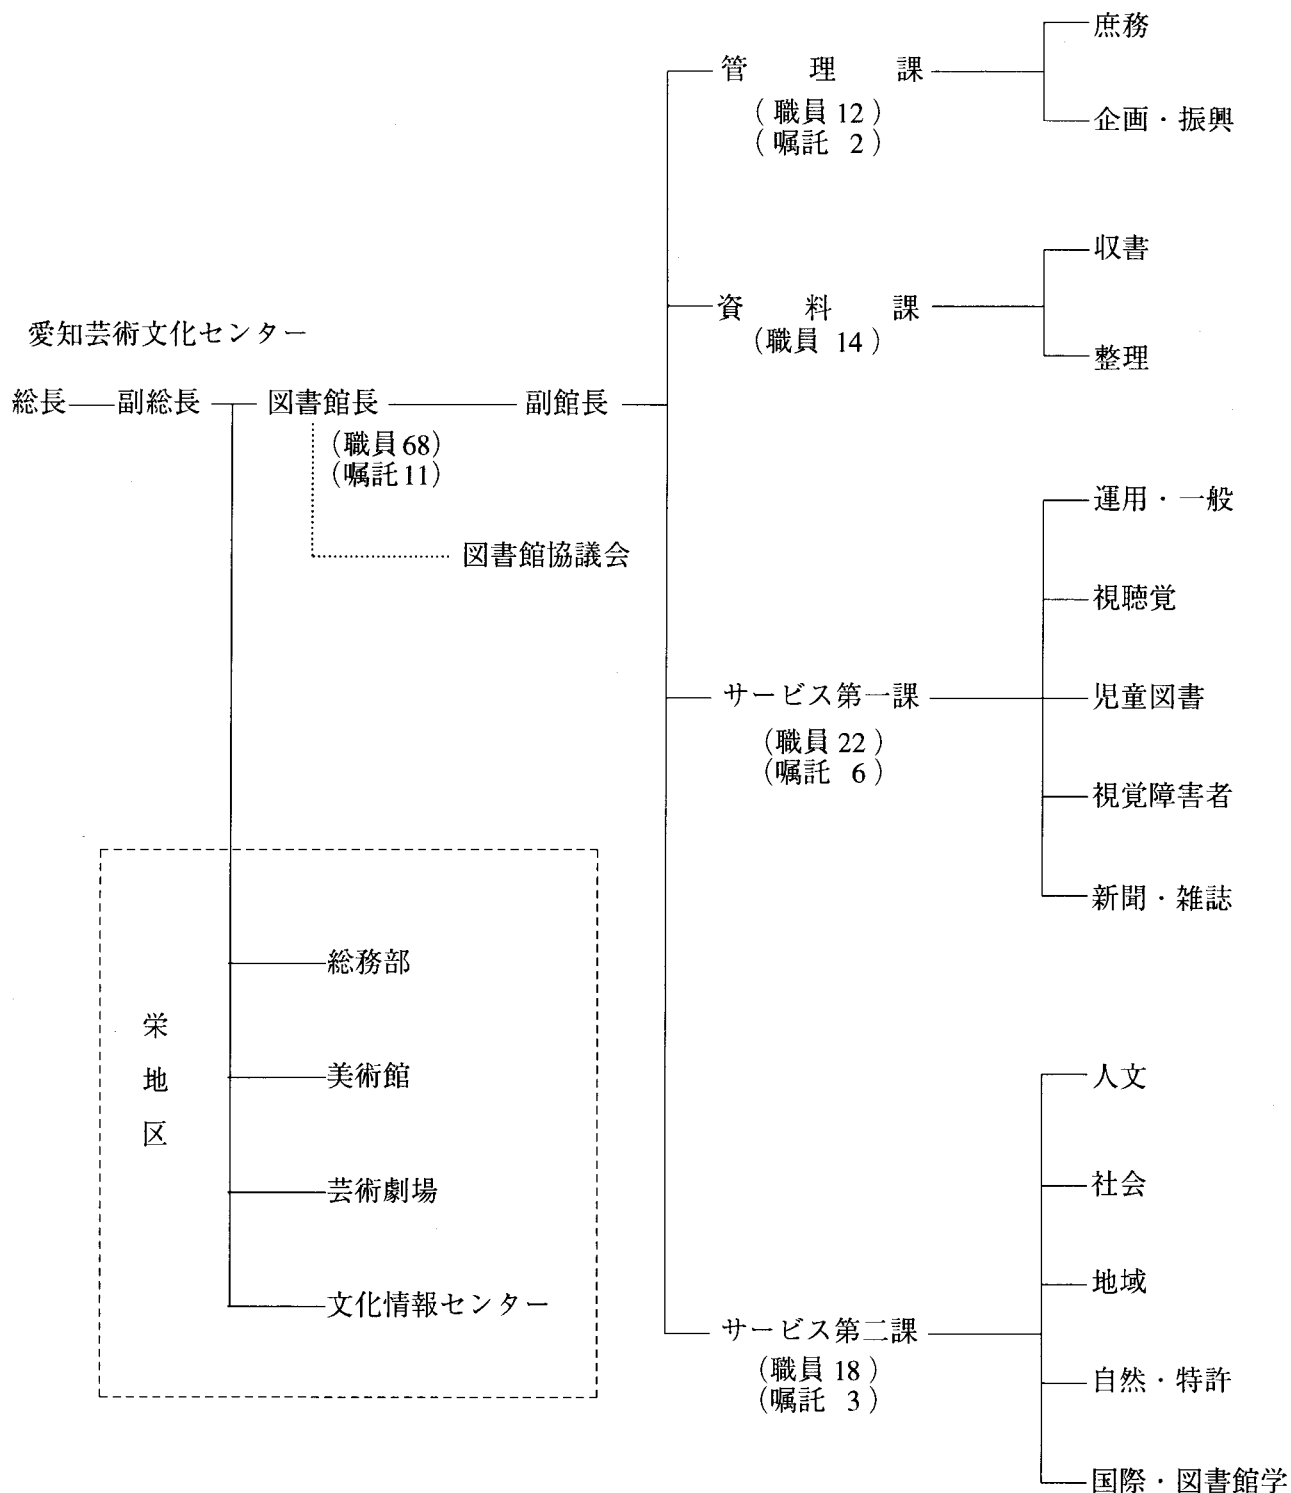 愛知芸術文化センター
総長
副総長
図書館長
(職員68)
(嘱託11)
図書館協議会
副館長
管理課
(職員 12)
(嘱託 2)
庶務
企画・振興
資料課
(職員 14)
収書
整理
サービス第一課
(職員 22)
(嘱託 6)
運用・一般
視聴覚
児童図書
視覚障害者
新聞・雑誌
サービス第二課
(職員 18)
(嘱託 3)
人文
社会
地域
自然・特許
国際・図書館学
栄地区
総務部
美術館
芸術劇場
文化情報センター